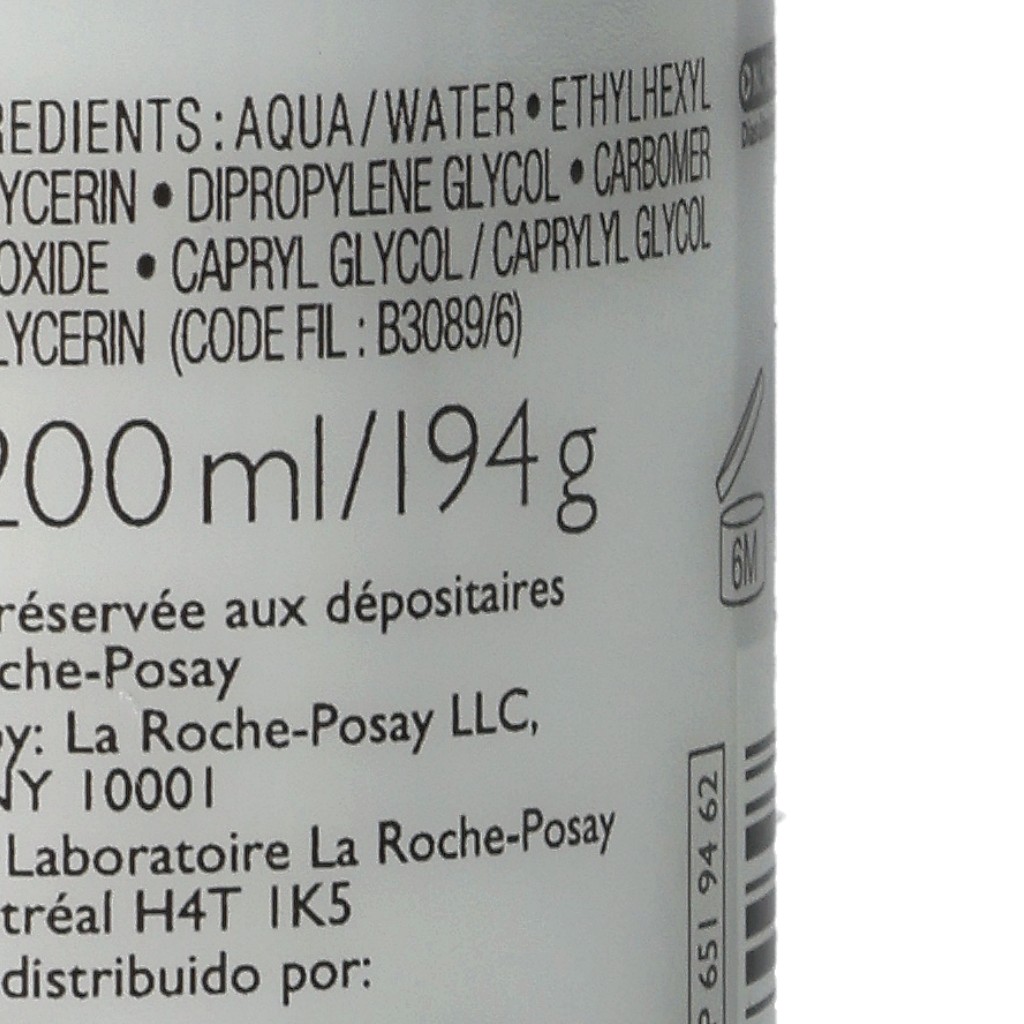 REDIENTS : AQUA / WATER • ETHYLHEXYL
YCERIN • DIPROPYLENE GLYCOL • CARBOMER
OXIDE • CAPRYL GLYCOL / CAPRYLYL GLYCOL
LYCERIN (CODE FIL : B3089/6)
200 ml/194 g
6M
réservée aux dépositaires
che-Posay
y: La Roche-Posay LLC,
NY 10001
Laboratoire La Roche-Posay
tréal H4T 1K5
distribuido por:
P 651 94 62